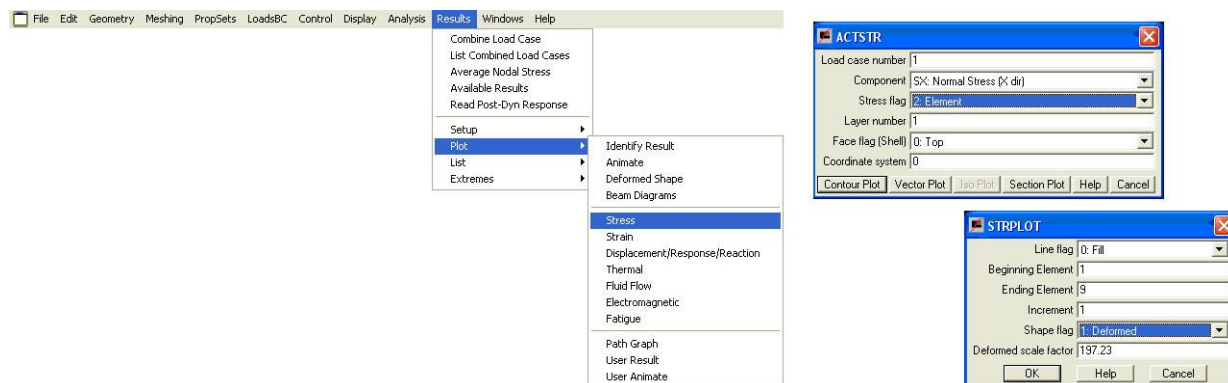 File Edit Geometry Meshing PropSets LoadsBC Control Display Analysis Results Windows Help
Combine Load Case
List Combined Load Cases
Average Nodal Stress
Available Results
Read Post-Dyn Response
Setup
Plot
List
Extremes
Identify Result
Animate
Deformed Shape
Beam Diagrams
Stress
Strain
Displacement/Response/Reaction
Thermal
Fluid Flow
Electromagnetic
Fatigue
Path Graph
User Result
User Animate
ACTSTR
Load case number 1
Component SX: Normal Stress (X dir)
Stress flag 2: Element
Layer number 1
Face flag (Shell) 0: Top
Coordinate system 0
Contour Plot Vector Plot Iso Plot Section Plot Help Cancel
STRPLOT
Line flag 0: Fill
Beginning Element 1
Ending Element 9
Increment 1
Shape flag 1: Deformed
Deformed scale factor 197.23
OK Help Cancel